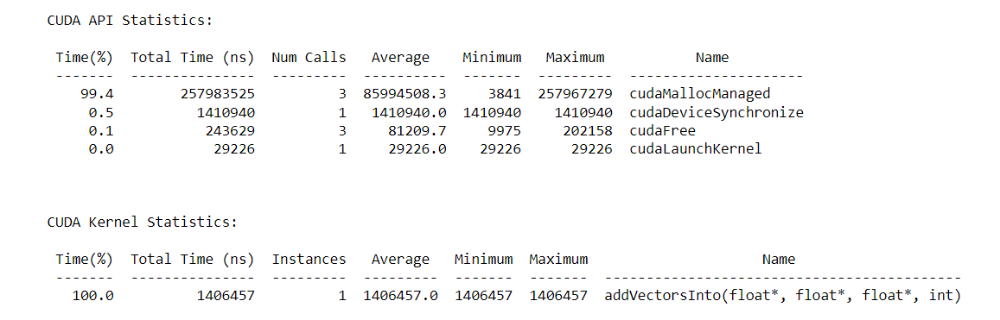 CUDA API Statistics:
Time(%) Total Time (ns) Num Calls Average Minimum Maximum Name
------- --------------- --------- ---------- ------- --------- ---------------------
99.4 257983525 3 85994508.3 3841 257967279 cudaMallocManaged
0.5 1410940 1 1410940.0 1410940 1410940 cudaDeviceSynchronize
0.1 243629 3 81209.7 9975 202158 cudaFree
0.0 29226 1 29226.0 29226 29226 cudaLaunchKernel
CUDA Kernel Statistics:
Time(%) Total Time (ns) Instances Average Minimum Maximum Name
------- --------------- --------- --------- ------- ------- -------------------------------------------
100.0 1406457 1 1406457.0 1406457 1406457 addVectorsInto(float*, float*, float*, int)